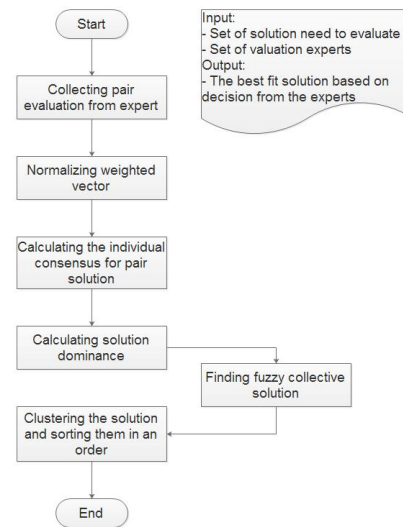 Start
Input:
- Set of solution need to evaluate
- Set of valuation experts
Output:
- The best fit solution based on
decision from the experts
Collecting pair
evaluation from expert
Normalizing weighted
vector
Calculating the individual
consensus for pair
solution
Calculating solution
dominance
Finding fuzzy collective
solution
Clustering the solution
and sorting them in an
order
End